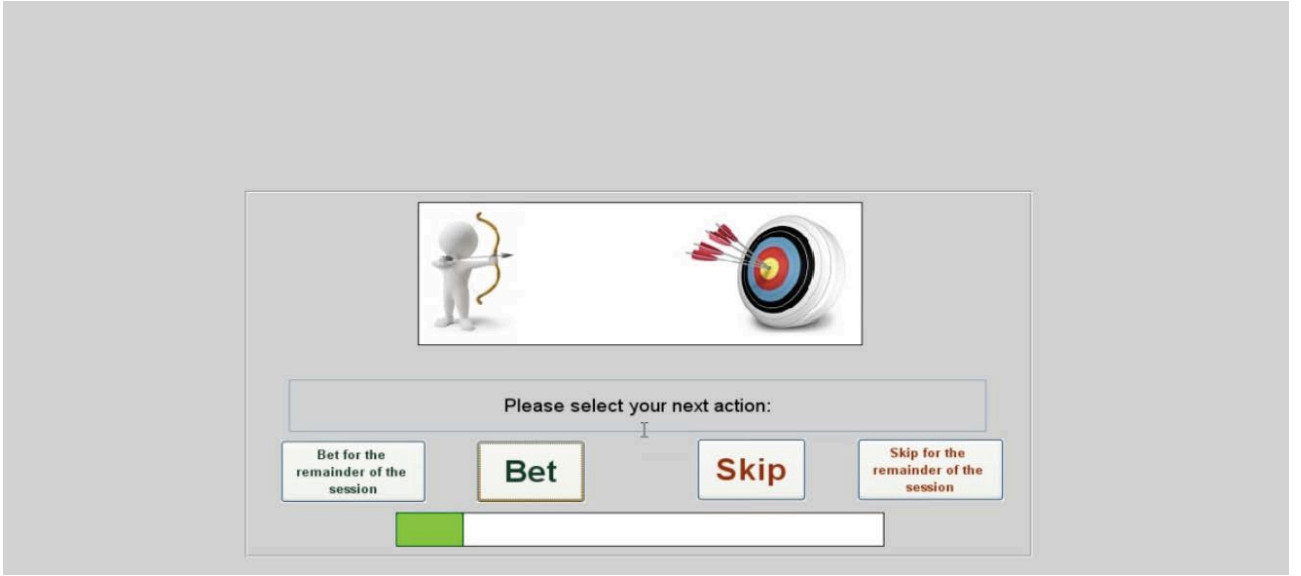 Please select your next action:
Bet for the
remainder of the
session
Bet
Skip
Skip for the
remainder of the
session